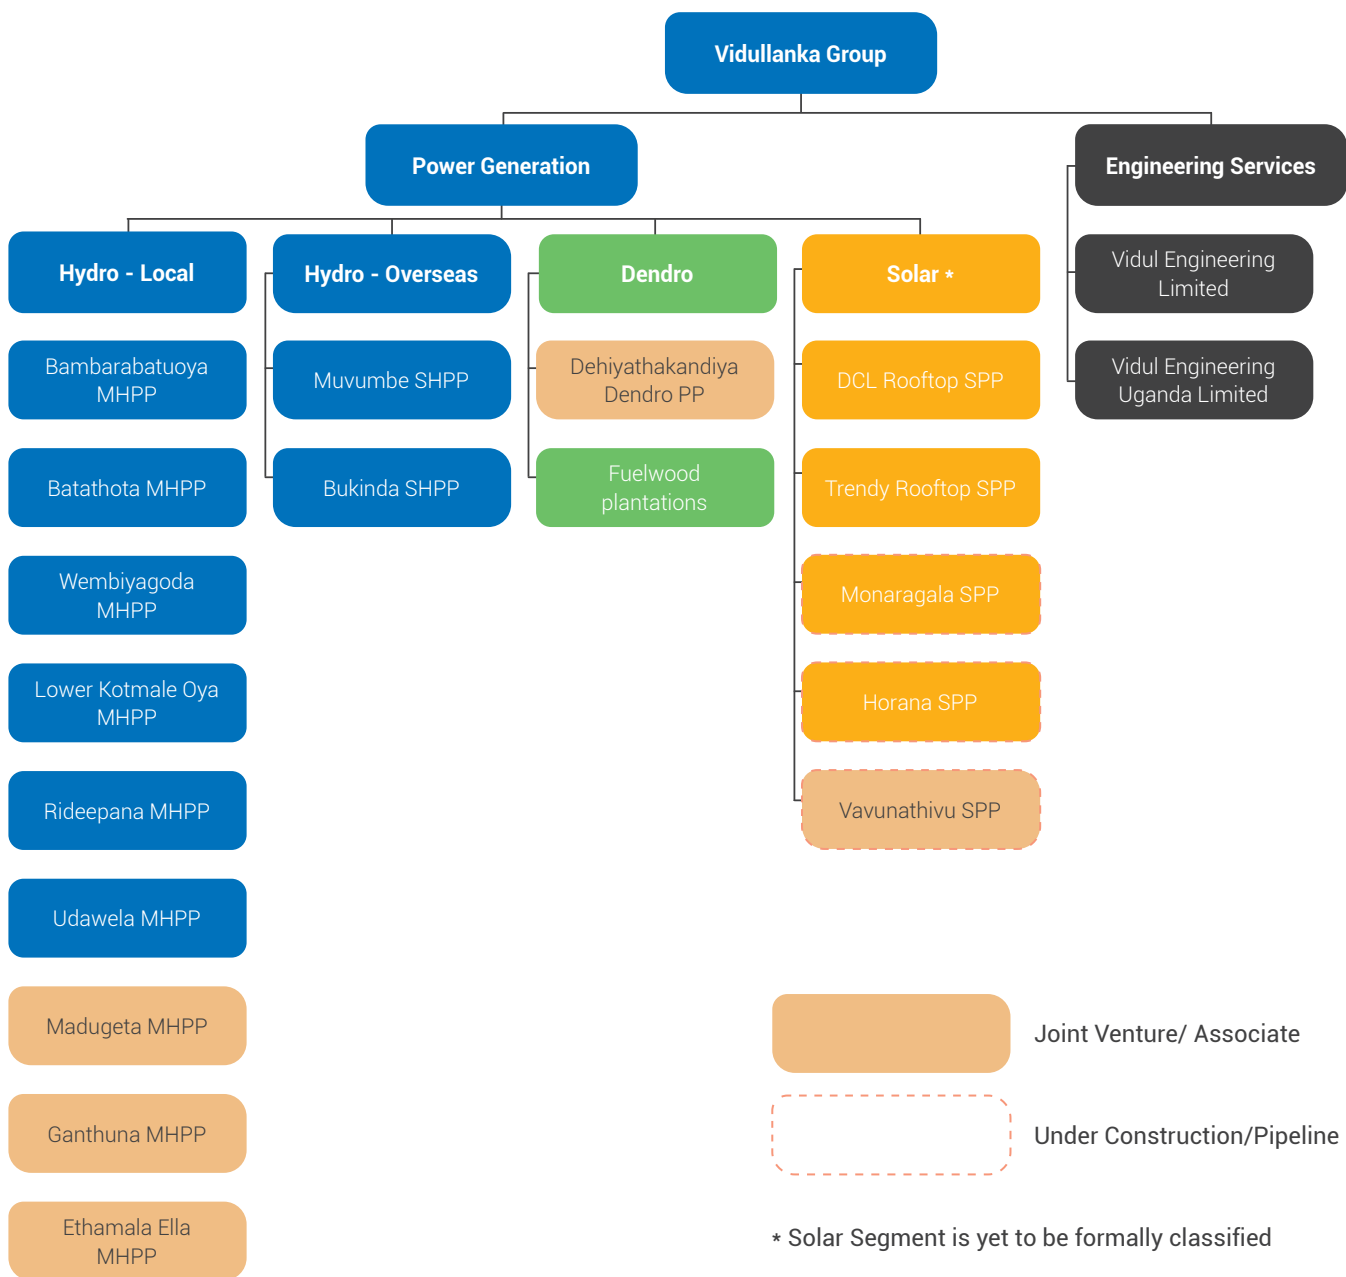 Vidullanka Group
Power Generation
Engineering Services
Hydro - Local
Bambarabatuoya
MHPP
Batathota MHPP
Wembiyagoda
MHPP
Lower Kotmale Oya
MHPP
Rideepana MHPP
Udawela MHPP
Madugeta MHPP
Ganthuna MHPP
Ethamala Ella
MHPP
Hydro - Overseas
Muvumbe SHPP
Bukinda SHPP
Dendro
Dehiyathakandiya
Dendro PP
Fuelwood
plantations
Solar *
DCL Rooftop SPP
Trendy Rooftop SPP
Monaragala SPP
Horana SPP
Vavunathivu SPP
Vidul Engineering
Limited
Vidul Engineering
Uganda Limited
Joint Venture/ Associate
Under Construction/Pipeline
* Solar Segment is yet to be formally classified